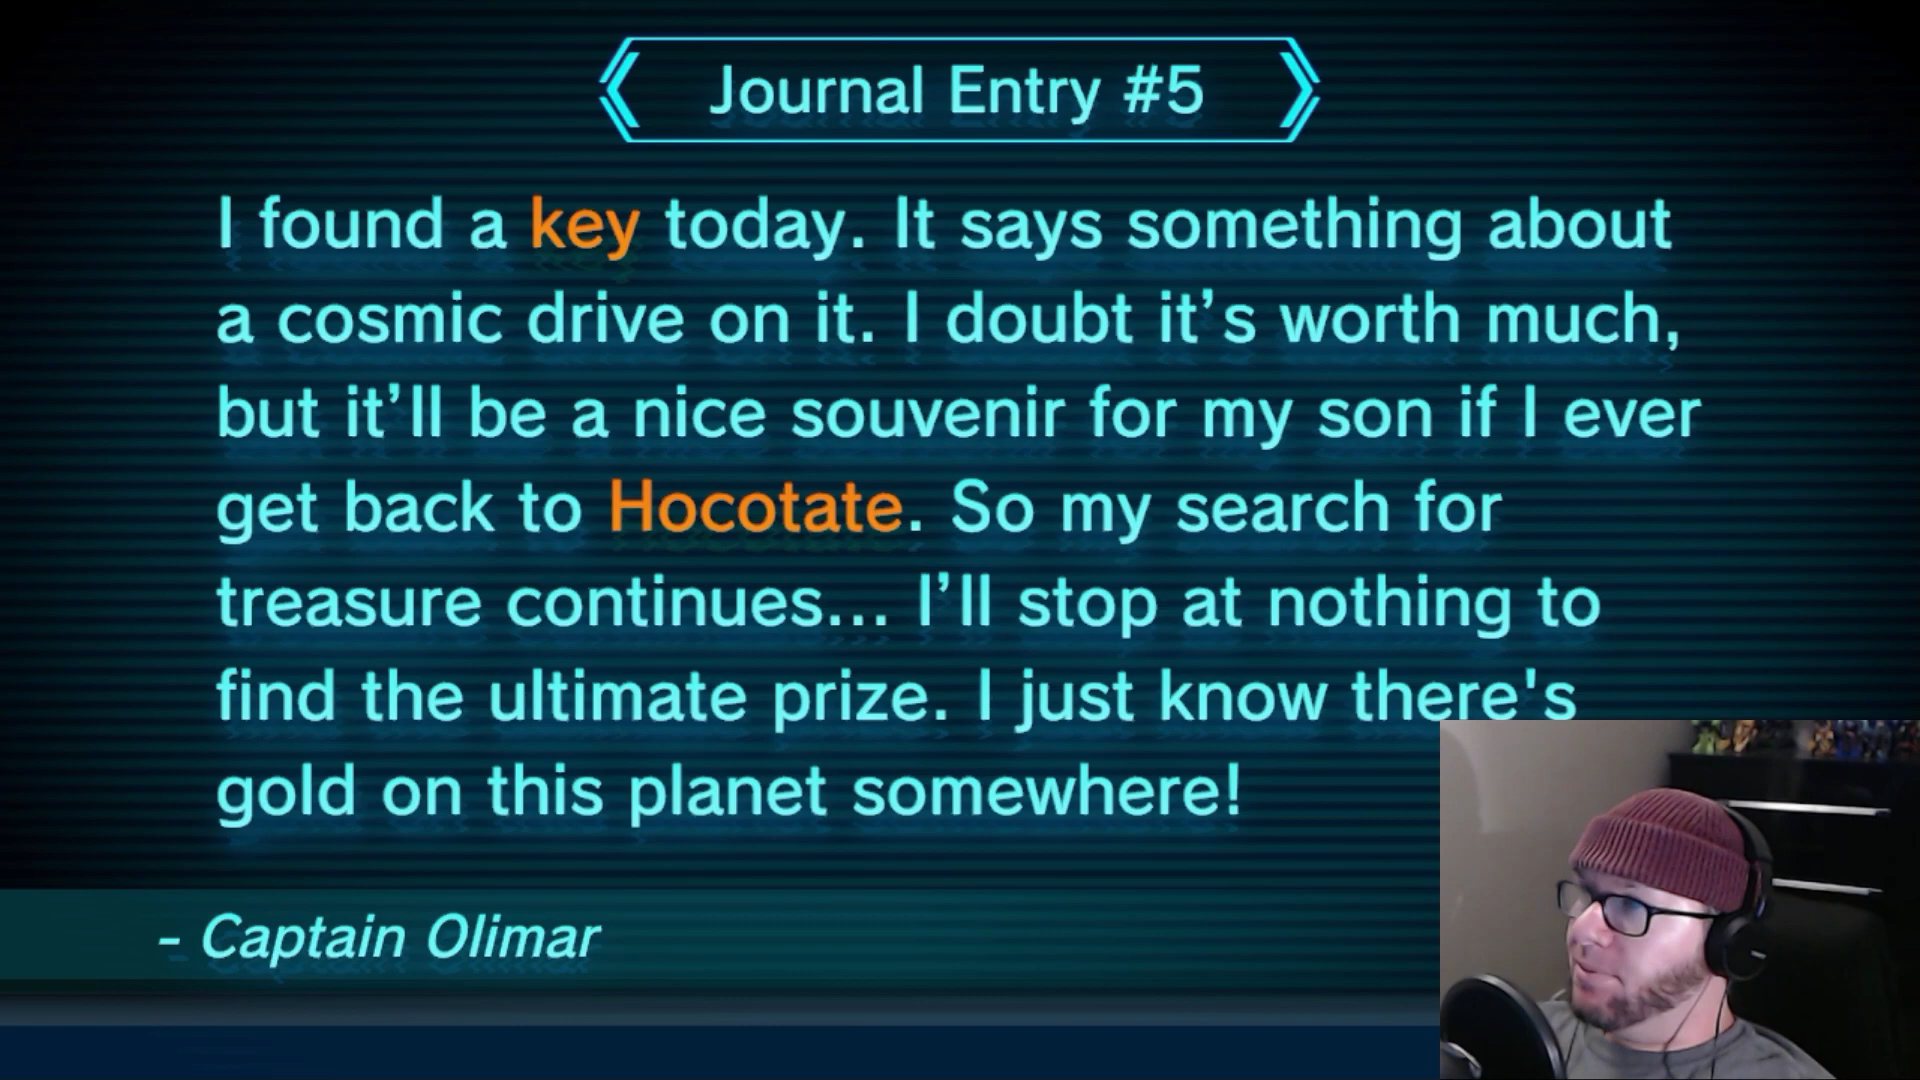 Journal Entry #5
I found a key today. It says something about
a cosmic drive on it. I doubt it’s worth much,
but it’ll be a nice souvenir for my son if I ever
get back to Hocotate. So my search for
treasure continues... I’ll stop at nothing to
find the ultimate prize. I just know there's
gold on this planet somewhere!
- Captain Olimar